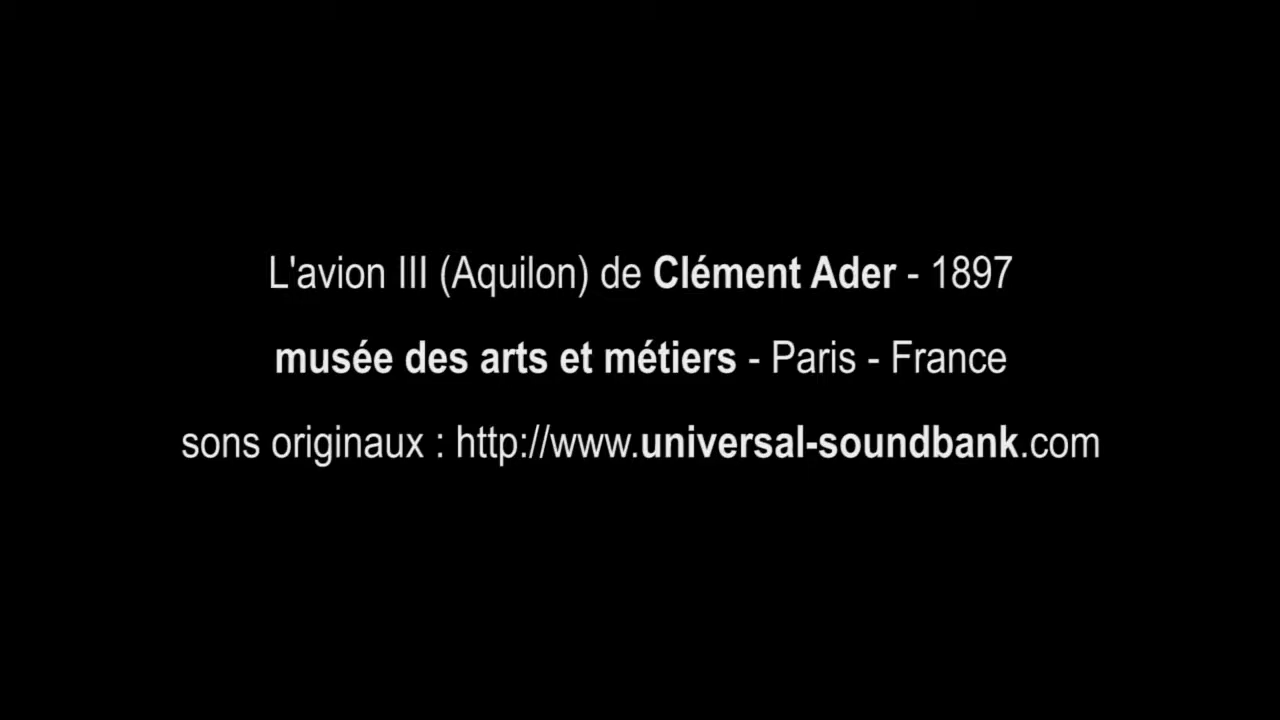 L'avion III (Aquilon) de Clément Ader - 1897
musée des arts et métiers - Paris - France
sons originaux : http://www.universal-soundbank.com